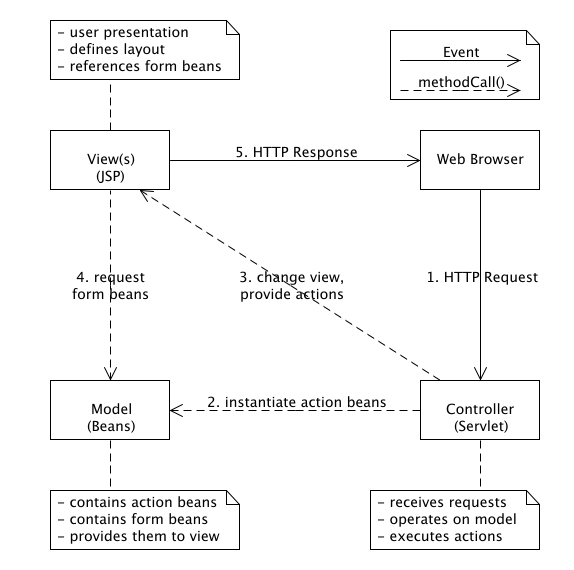 - user presentation
- defines layout
- references form beans
Event
methodCall()
View(s)
(JSP)
5. HTTP Response
Web Browser
4. request
form beans
3. change view,
provide actions
1. HTTP Request
Model
(Beans)
2. instantiate action beans
Controller
(Servlet)
- contains action beans
- contains form beans
- provides them to view
- receives requests
- operates on model
- executes actions